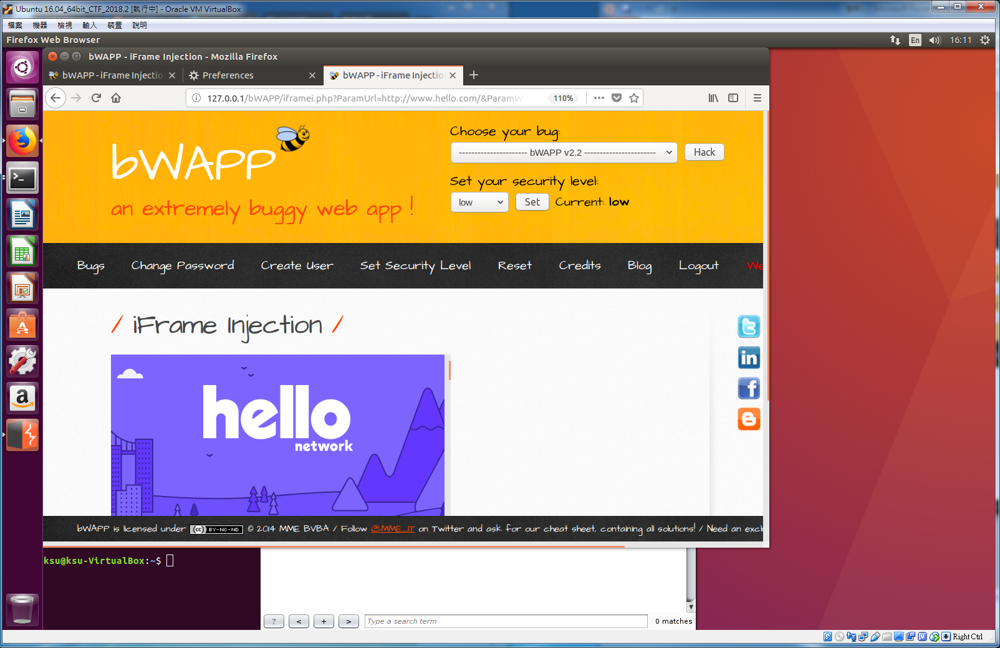 Ubuntu 16.04_64bit_CTF_2018.2 [執行中] - Oracle VM VirtualBox
檔案 機器 檢視 輸入 裝置 說明
Firefox Web Browser En 16:11
bWAPP - iFrame Injection - Mozilla Firefox
bWAPP - iFrame Injectio Preferences bWAPP - iFrame Injectio
127.0.0.1/bWAPP/iframei.php?ParamUrl=http://www.hello.com/&ParamW 110%
bWAPP
an extremely buggy web app !
Choose your bug:
---------------------- bWAPP v2.2 ----------------------- Hack
Set your security level:
low Set Current: low
Bugs Change Password Create User Set Security Level Reset Credits Blog Logout We
/ iFrame Injection /
hello
network
bWAPP is licensed under (cc) BY-NC-ND © 2014 MME BVBA / Follow @MME_IT on Twitter and ask for our cheat sheet, containing all solutions! / Need an excl
ksu@ksu-VirtualBox:~$
? < + > Type a search term 0 matches
Right Ctrl